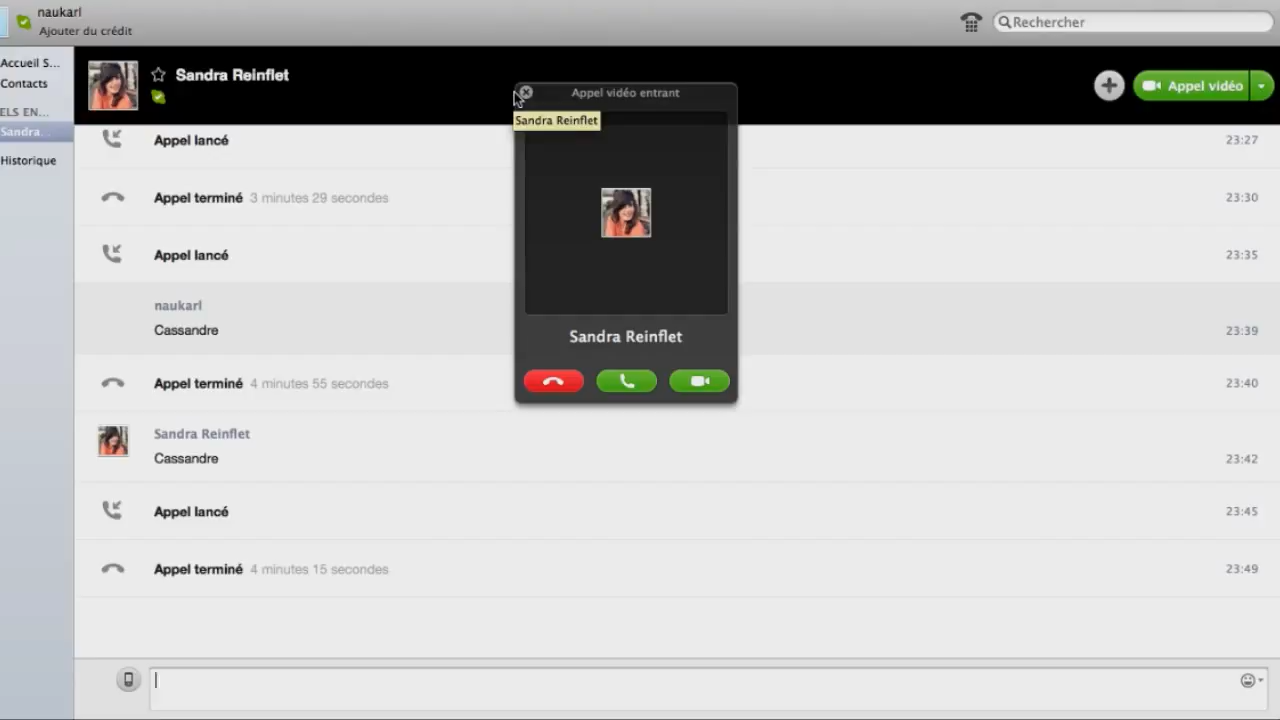 naukarl
Ajouter du crédit
Rechercher
Accueil S...
Contacts
ELS EN...
Sandra...
Historique
Sandra Reinflet
Appel vidéo
Appel vidéo entrant
Sandra Reinflet
Sandra Reinflet
Appel lancé 23:27
Appel terminé 3 minutes 29 secondes 23:30
Appel lancé 23:35
naukarl
Cassandre 23:39
Appel terminé 4 minutes 55 secondes 23:40
Sandra Reinflet
Cassandre 23:42
Appel lancé 23:45
Appel terminé 4 minutes 15 secondes 23:49